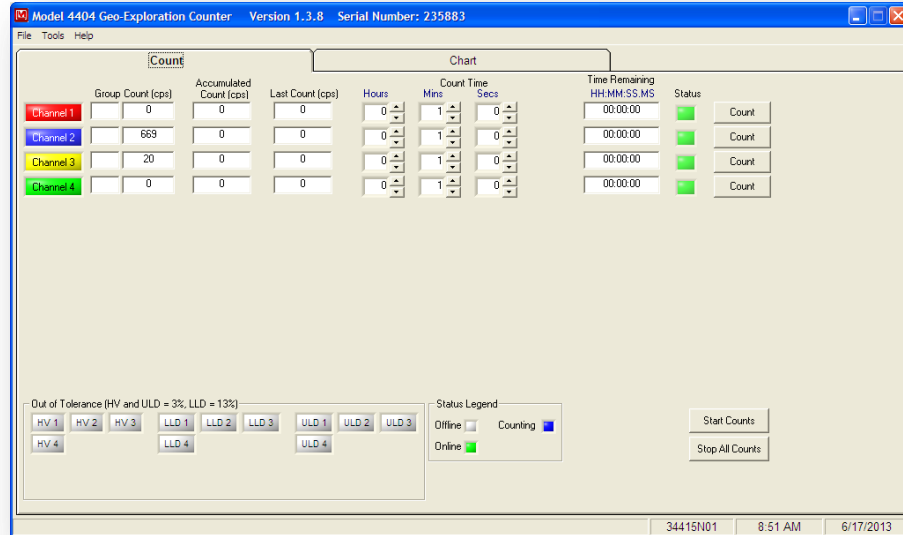 Model 4404 Geo-Exploration Counter Version 1.3.8 Serial Number: 235883
File Tools Help
Count Chart
Group Count (cps) Accumulated Count (cps) Last Count (cps) Hours Count Time Mins Secs Time Remaining HH:MM:SS.MS Status
Channel 1 0 0 0 0 1 0 00:00:00 Count
Channel 2 669 0 0 0 1 0 00:00:00 Count
Channel 3 20 0 0 0 1 0 00:00:00 Count
Channel 4 0 0 0 0 1 0 00:00:00 Count
Out of Tolerance (HV and ULD = 3%, LLD = 13%)
HV 1 HV 2 HV 3 LLD 1 LLD 2 LLD 3 ULD 1 ULD 2 ULD 3
HV 4 LLD 4 ULD 4
Status Legend
Offline Counting
Online
Start Counts
Stop All Counts
34415N01 8:51 AM 6/17/2013